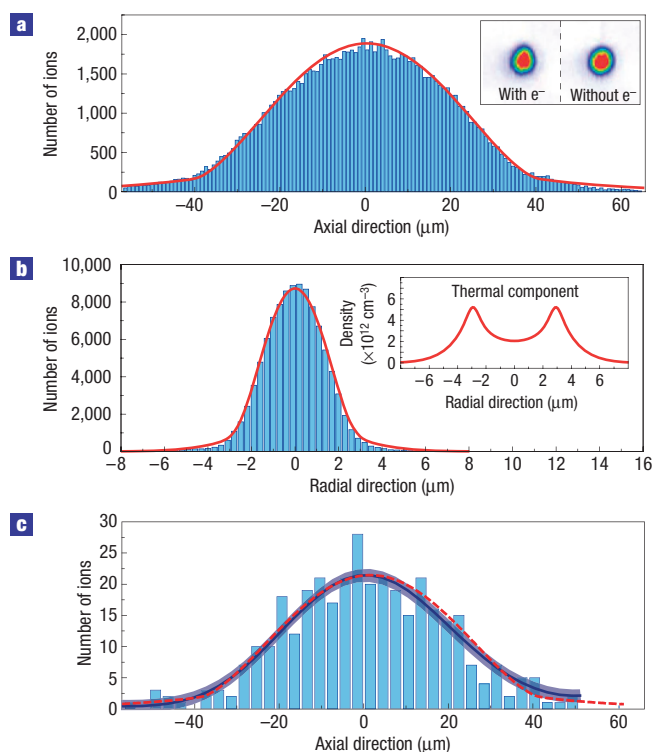 a
2,000
1,500
1,000
500
0
Number of ions
With e–
Without e–
−40
−20
0
20
40
60
Axial direction (μm)
b
10,000
8,000
6,000
4,000
2,000
0
Number of ions
Thermal component
Density
(×10¹² cm⁻³)
6
4
2
0
−6 −4 −2 0 2 4 6
Radial direction (μm)
−8 −6 −4 −2 0 2 4 6 8 10 12 14 16
Radial direction (μm)
c
30
25
20
15
10
5
0
Number of ions
−40 −20 0 20 40 60
Axial direction (μm)